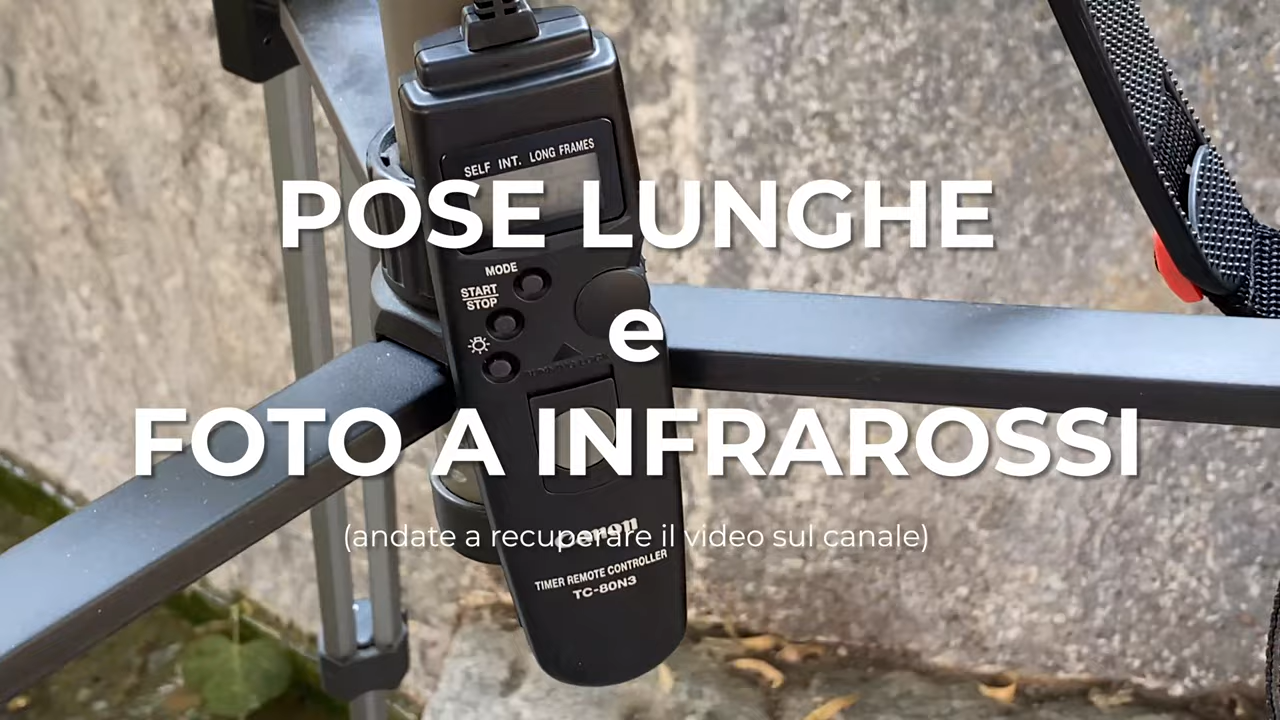 SELF INT. LONG FRAMES
POSE LUNGHE
MODE
START
STOP
e
FOTO A INFRAROSSI
(andate a recuperare il video sul canale)
TIMER REMOTE CONTROLLER
TC-80N3